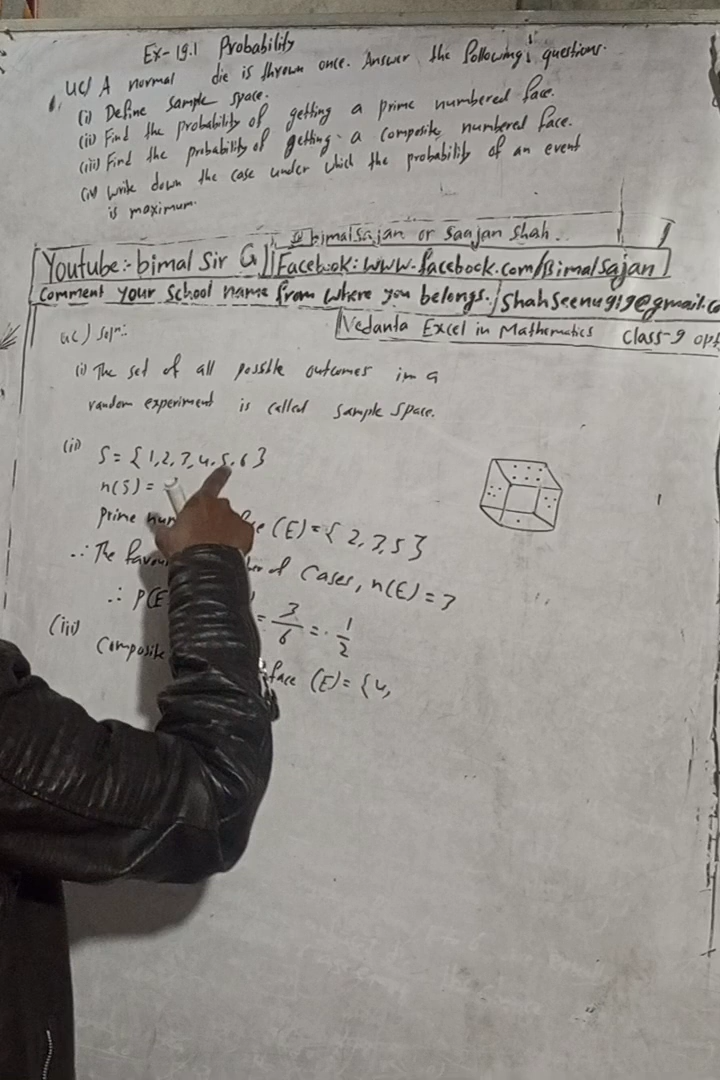 Ex-19.1 Probability
4c) A normal die is thrown once. Answer the following questions.
(i) Define sample space.
(ii) Find the probability of getting a prime numbered face.
(iii) Find the probability of getting a composite numbered face.
(iv) Write down the case under which the probability of an event
is maximum.
bimalsajan or Saajan Shah..
Youtube:- bimal Sir G Facebook: www.facebook.com/Bimalsajan
Comment your school name from where you belongs. Shahseenu919@gmail.co
Vedanta Excel in Mathematics Class-9 opt
4c) Solⁿ:
(i) The set of all possible outcomes in a
random experiment is called sample space.
(ii) S = {1,2,3,4,5,6}
n(S) =
Prime (E) = {2,3,5}
∴ The of Cases, n(E) = 3
∴ P(E = 3/6 = 1/2
(iii) Composite face (E) = {4,